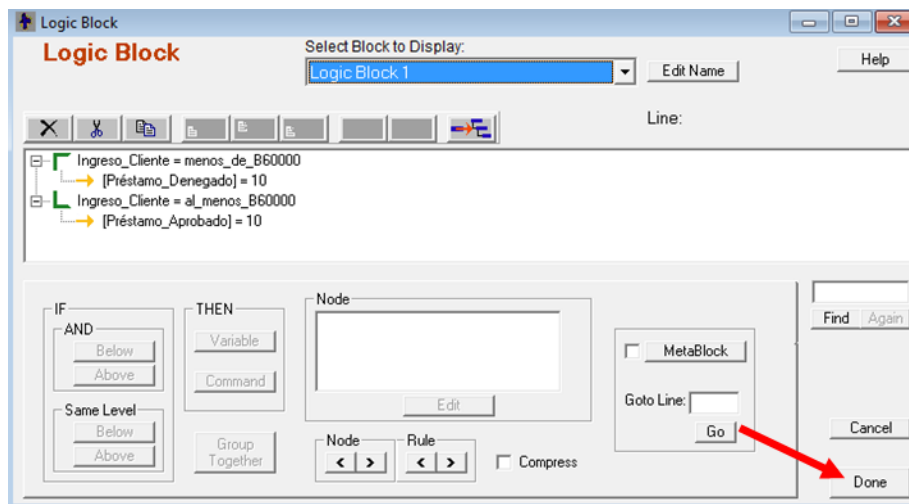 Logic Block
Logic Block
Select Block to Display:
Logic Block 1
Edit Name
Help
Line:
Ingreso_Cliente = menos_de_B60000
[Préstamo_Denegado] = 10
Ingreso_Cliente = al_menos_B60000
[Préstamo_Aprobado] = 10
IF
AND
Below
Above
Same Level
Below
Above
THEN
Variable
Command
Group
Together
Node
Edit
Node
< >
Rule
< >
Compress
MetaBlock
Goto Line:
Go
Find Again
Cancel
Done